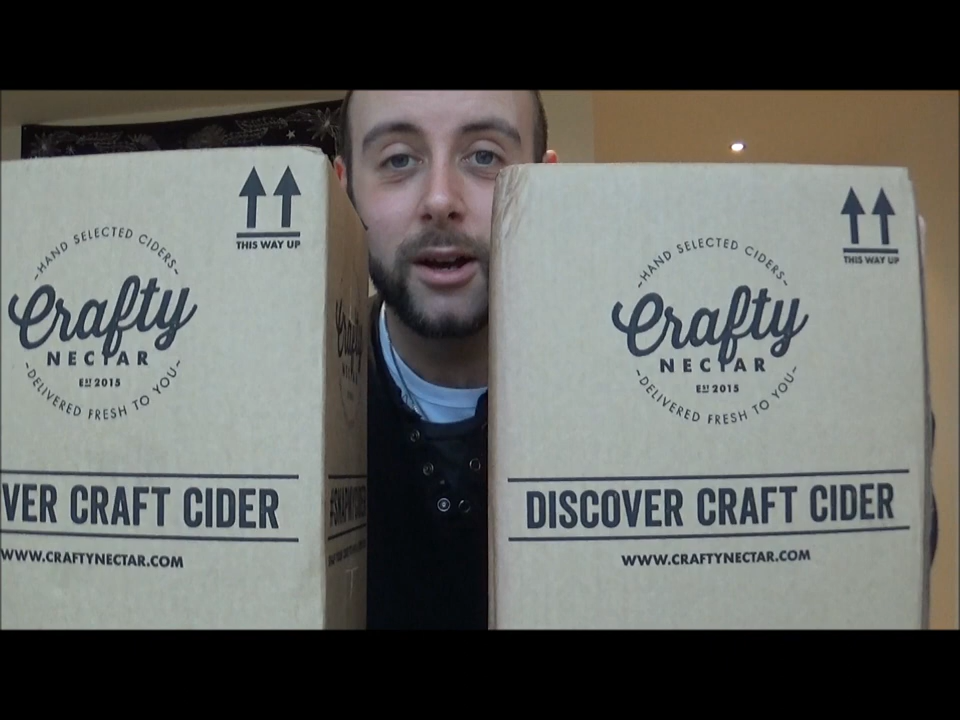 THIS WAY UP
-HAND SELECTED CIDERS-
Crafty
NECTAR
EST 2015
-DELIVERED FRESH TO YOU-
VER CRAFT CIDER
WWW.CRAFTYNECTAR.COM
Crafty
THIS WAY UP
-HAND SELECTED CIDERS-
Crafty
NECTAR
EST 2015
-DELIVERED FRESH TO YOU-
DISCOVER CRAFT CIDER
WWW.CRAFTYNECTAR.COM